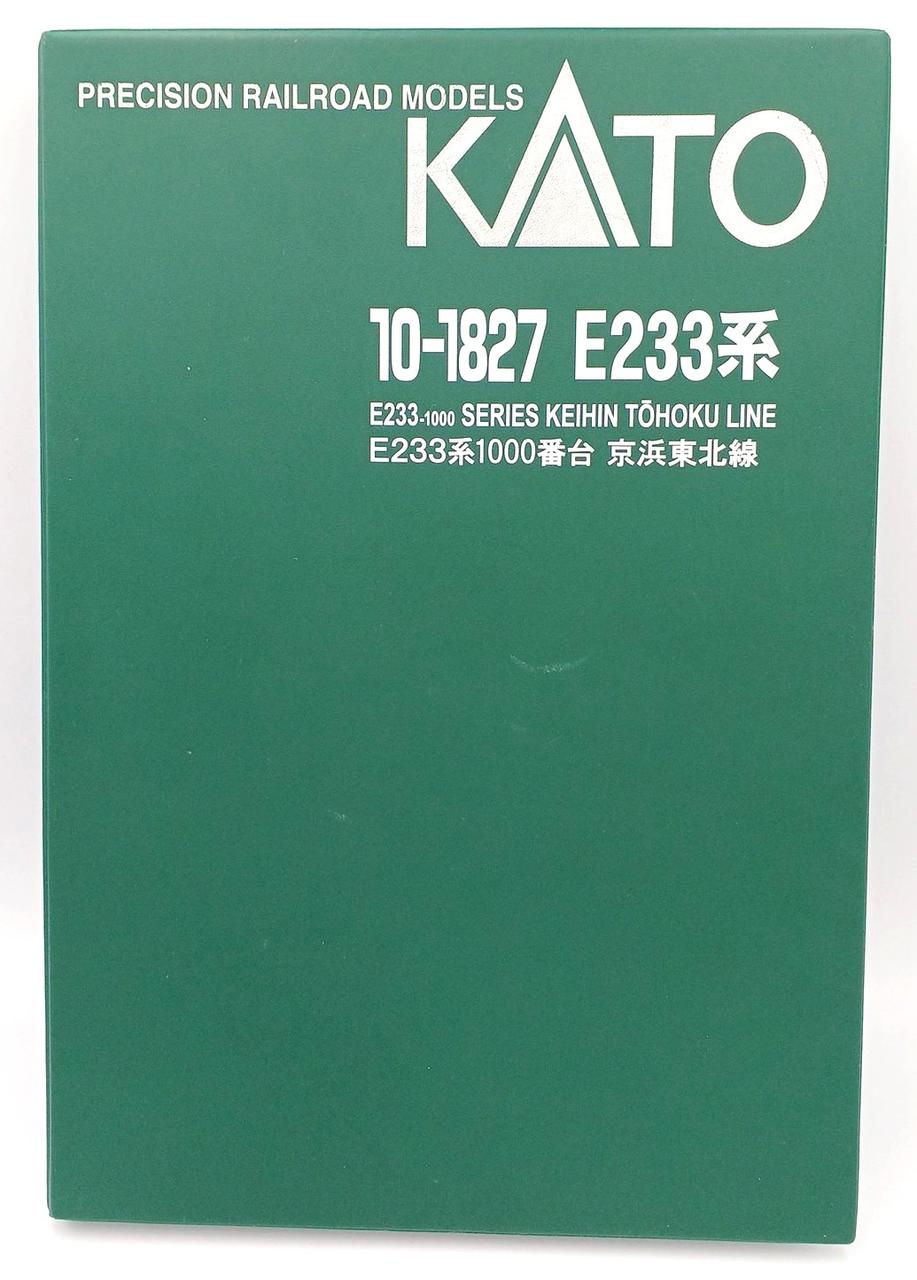 PRECISION RAILROAD MODELS
KATO
10-1827 E233系
E233-1000 SERIES KEIHIN TŌHOKU LINE
E233系1000番台 京浜東北線